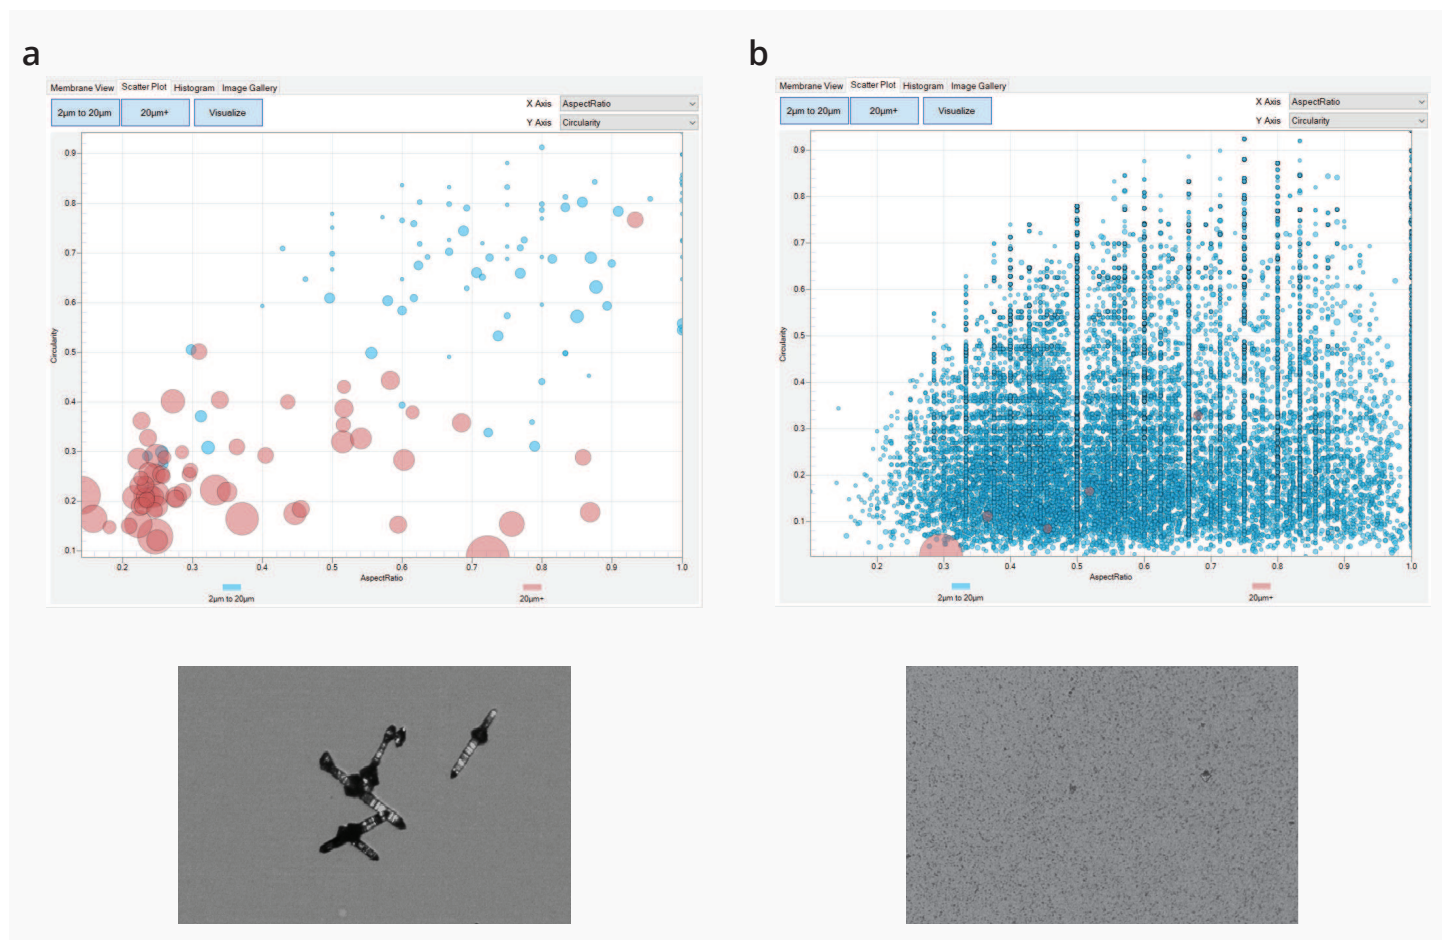 a
Membrane View Scatter Plot Histogram Image Gallery
2µm to 20µm 20µm+ Visualize
X Axis AspectRatio
Y Axis Circularity
0.9
0.8
0.7
0.6
0.5
0.4
0.3
0.2
0.1
Circularity
0.2 0.3 0.4 0.5 0.6 0.7 0.8 0.9 1.0
AspectRatio
2µm to 20µm 20µm+
b
Membrane View Scatter Plot Histogram Image Gallery
2µm to 20µm 20µm+ Visualize
X Axis AspectRatio
Y Axis Circularity
0.9
0.8
0.7
0.6
0.5
0.4
0.3
0.2
0.1
Circularity
0.2 0.3 0.4 0.5 0.6 0.7 0.8 0.9 1.0
AspectRatio
2µm to 20µm 20µm+